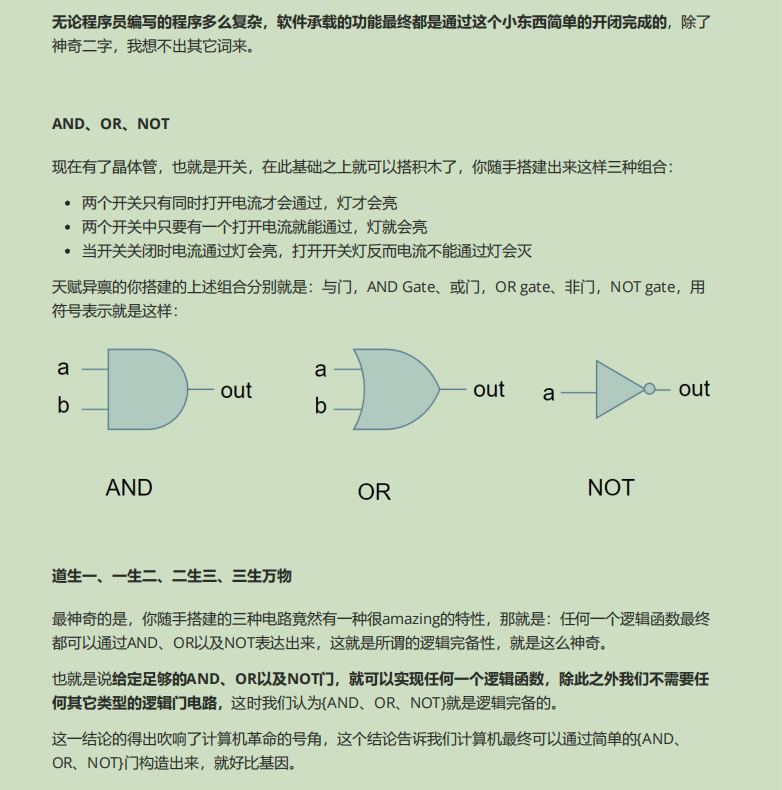 无论程序员编写的程序多么复杂，软件承载的功能最终都是通过这个小东西简单的开闭完成的，除了
神奇二字，我想不出其它词来。
AND、OR、NOT
现在有了晶体管，也就是开关，在此基础之上就可以搭积木了，你随手搭建出来这样三种组合：
• 两个开关只有同时打开电流才会通过，灯才会亮
• 两个开关中只要有一个打开电流就能通过，灯就会亮
• 当开关关闭时电流通过灯会亮，打开开关灯反而电流不能通过灯会灭
天赋异禀的你搭建的上述组合分别就是：与门，AND Gate、或门，OR gate、非门，NOT gate，用
符号表示就是这样：
a
b
out
AND
a
b
out
OR
a
out
NOT
道生一、一生二、二生三、三生万物
最神奇的是，你随手搭建的三种电路竟然有一种很amazing的特性，那就是：任何一个逻辑函数最终
都可以通过AND、OR以及NOT表达出来，这就是所谓的逻辑完备性，就是这么神奇。
也就是说给定足够的AND、OR以及NOT门，就可以实现任何一个逻辑函数，除此之外我们不需要任
何其它类型的逻辑门电路，这时我们认为{AND、OR、NOT}就是逻辑完备的。
这一结论的得出吹响了计算机革命的号角，这个结论告诉我们计算机最终可以通过简单的{AND、
OR、NOT}门构造出来，就好比基因。